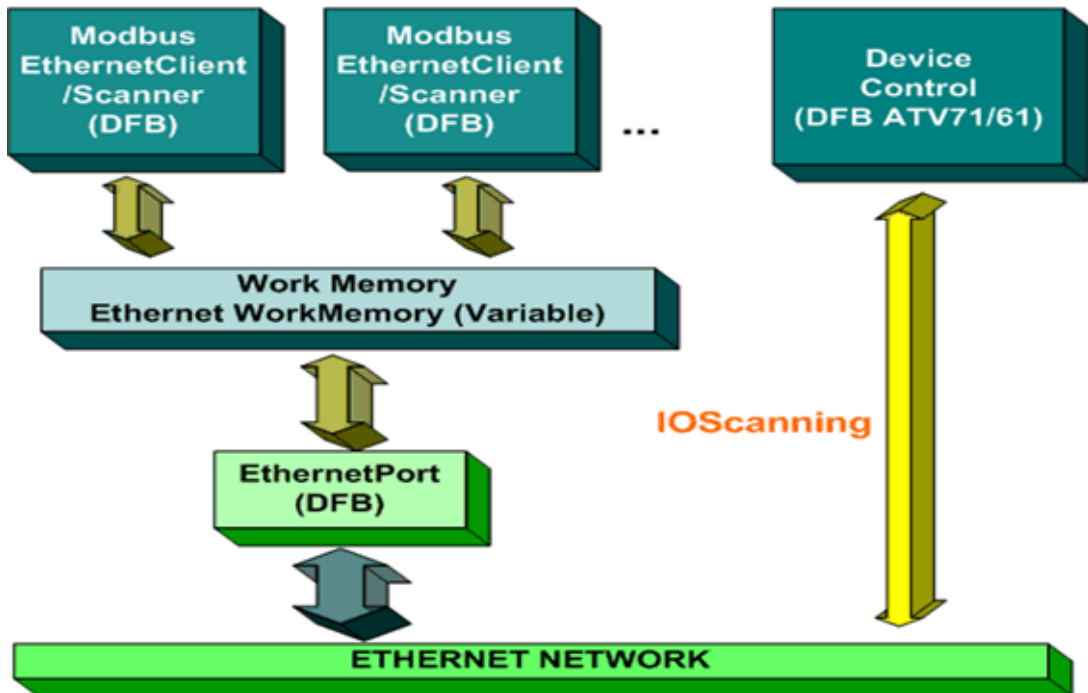 Modbus
EthernetClient
/Scanner
(DFB)
Modbus
EthernetClient
/Scanner
(DFB)
...
Device
Control
(DFB ATV71/61)
Work Memory
Ethernet WorkMemory (Variable)
IOScanning
EthernetPort
(DFB)
ETHERNET NETWORK